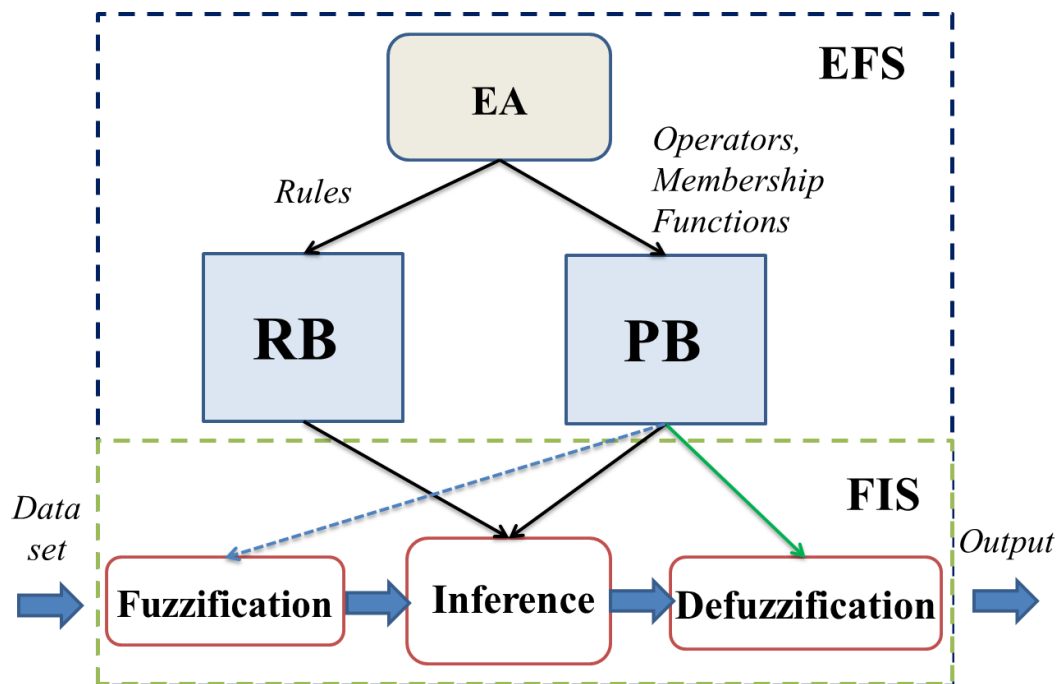 EFS
EA
Operators,
Membership
Functions
Rules
RB
PB
FIS
Data
set
Output
Fuzzification
Inference
Defuzzification